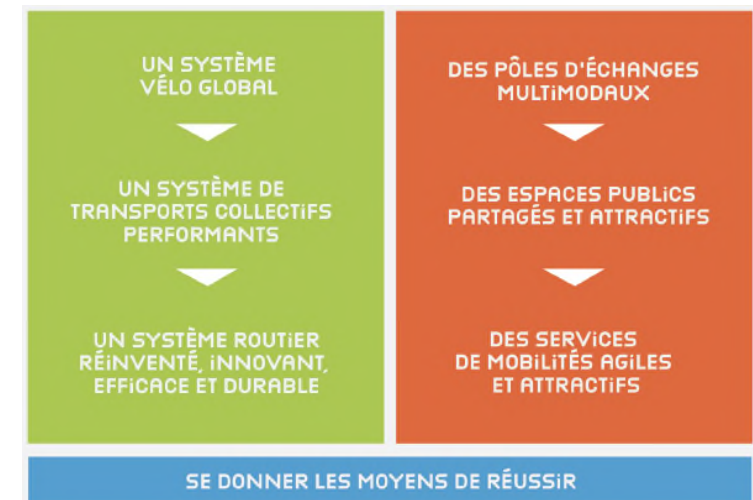 UN SYSTÈME
VÉLO GLOBAL
UN SYSTÈME DE
TRANSPORTS COLLECTiFS
PERFORMANTS
UN SYSTÈME ROUTiER
RÉiNVENTÉ, iNNOVANT,
EFFiCACE ET DURABLE
DES PÔLES D'ÉCHANGES
MULTiMODAUX
DES ESPACES PUBLiCS
PARTAGÉS ET ATTRACTiFS
DES SERViCES
DE MOBiLiTÉS AGiLES
ET ATTRACTiFS
SE DONNER LES MOYENS DE RÉUSSiR